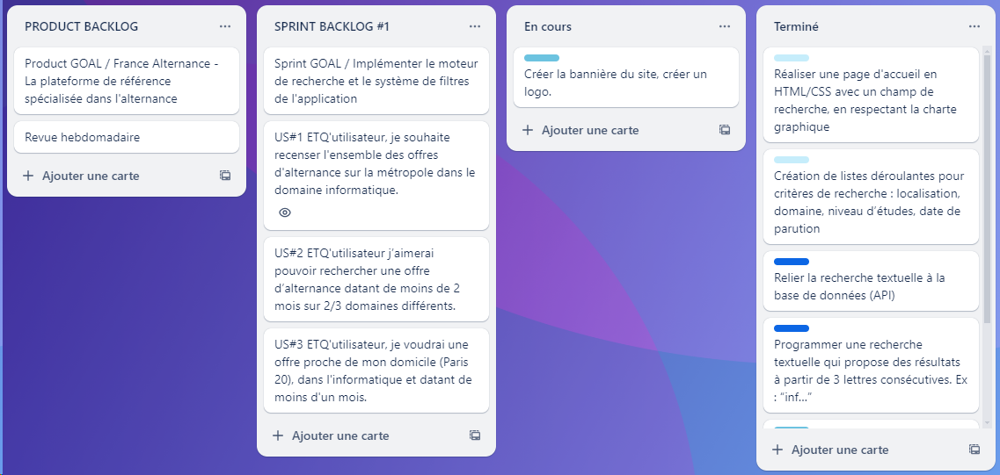 PRODUCT BACKLOG
Product GOAL / France Alternance -
La plateforme de référence
spécialisée dans l'alternance
Revue hebdomadaire
Ajouter une carte
SPRINT BACKLOG #1
Sprint GOAL / Implémenter le moteur
de recherche et le système de filtres
de l'application
US#1 ETQ'utilisateur, je souhaite
recenser l'ensemble des offres
d'alternance sur la métropole dans le
domaine informatique.
US#2 ETQ'utilisateur j’aimerai
pouvoir rechercher une offre
d’alternance datant de moins de 2
mois sur 2/3 domaines différents.
US#3 ETQ'utilisateur, je voudrai une
offre proche de mon domicile (Paris
20), dans l'informatique et datant de
moins d'un mois.
Ajouter une carte
En cours
Créer la bannière du site, créer un
logo.
Ajouter une carte
Terminé
Réaliser une page d'accueil en
HTML/CSS avec un champ de
recherche, en respectant la charte
graphique
Création de listes déroulantes pour
critères de recherche : localisation,
domaine, niveau d’études, date de
parution
Relier la recherche textuelle à la
base de données (API)
Programmer une recherche
textuelle qui propose des résultats
à partir de 3 lettres consécutives. Ex
: “inf…”
Ajouter une carte